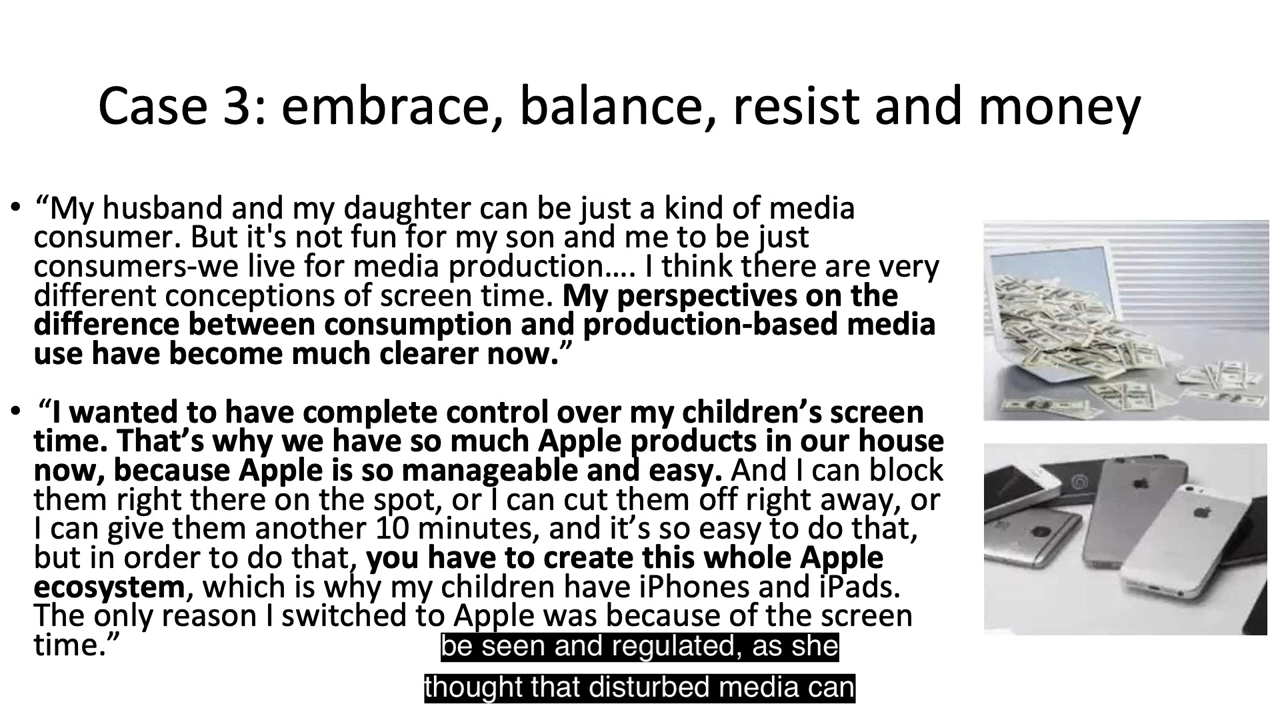 Case 3: embrace, balance, resist and money
• “My husband and my daughter can be just a kind of media
consumer. But it's not fun for my son and me to be just
consumers-we live for media production…. I think there are very
different conceptions of screen time. My perspectives on the
difference between consumption and production-based media
use have become much clearer now.”
• “I wanted to have complete control over my children’s screen
time. That’s why we have so much Apple products in our house
now, because Apple is so manageable and easy. And I can block
them right there on the spot, or I can cut them off right away, or
I can give them another 10 minutes, and it’s so easy to do that,
but in order to do that, you have to create this whole Apple
ecosystem, which is why my children have iPhones and iPads.
The only reason I switched to Apple was because of the screen
time.”
be seen and regulated, as she
thought that disturbed media can